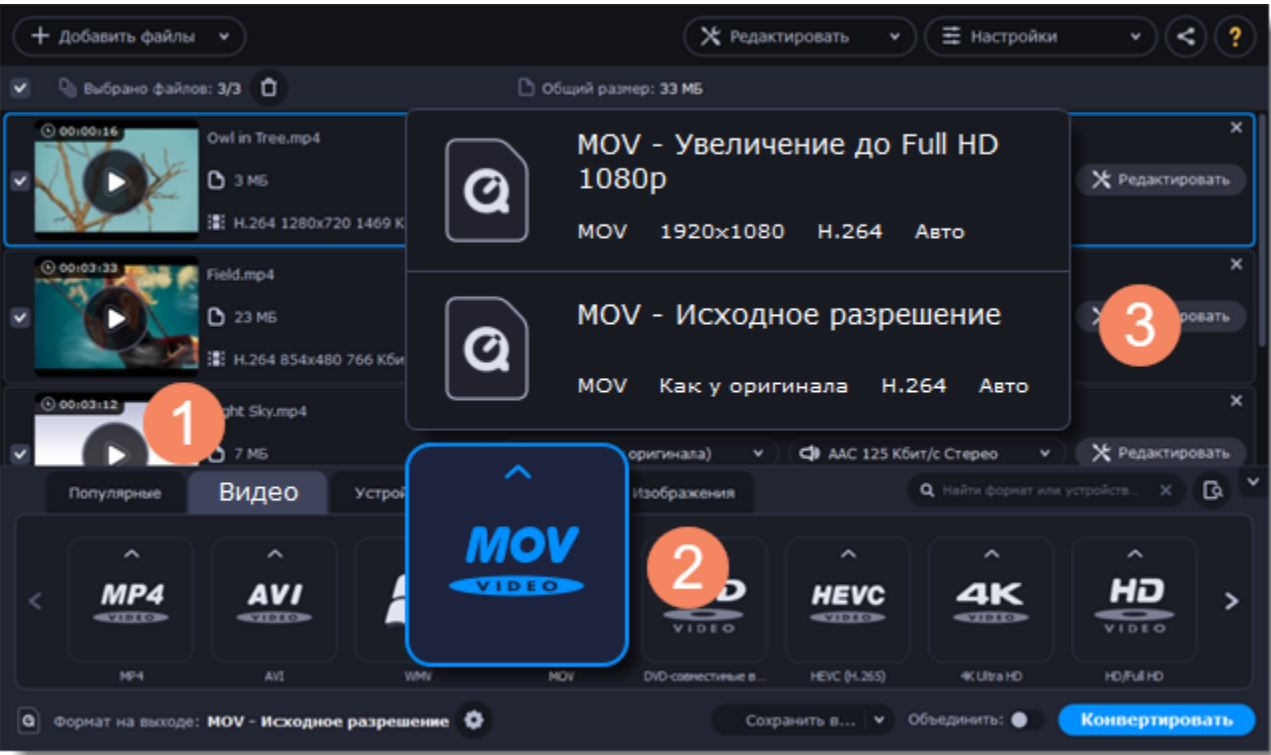 Добавить файлы
Редактировать
Настройки
?
Выбрано файлов: 3/3
Общий размер: 33 МБ
00:00:16
Owl in Tree.mp4
3 МБ
H.264 1280x720 1469 К
MOV - Увеличение до Full HD
1080p
MOV 1920x1080 H.264 Авто
Редактировать
00:03:33
Field.mp4
23 МБ
H.264 854x480 766 Кби
MOV - Исходное разрешение
MOV Как у оригинала H.264 Авто
3
ровать
00:03:12
1
ght Sky.mp4
7 МБ
оригинала)
AAC 125 Кбит/с Стерео
Редактировать
Популярные
Видео
Устрой
Изображения
Найти формат или устройств...
MP4
VIDEO
AVI
VIDEO
MOV
VIDEO
2
D
VIDEO
HEVC
VIDEO
4K
VIDEO
HD
VIDEO
MP4
AVI
WMV
MOV
DVD-совместимые в...
HEVC (H.265)
4K Ultra HD
HD/Full HD
Формат на выходе: MOV - Исходное разрешение
Сохранить в...
Объединить:
Конвертировать